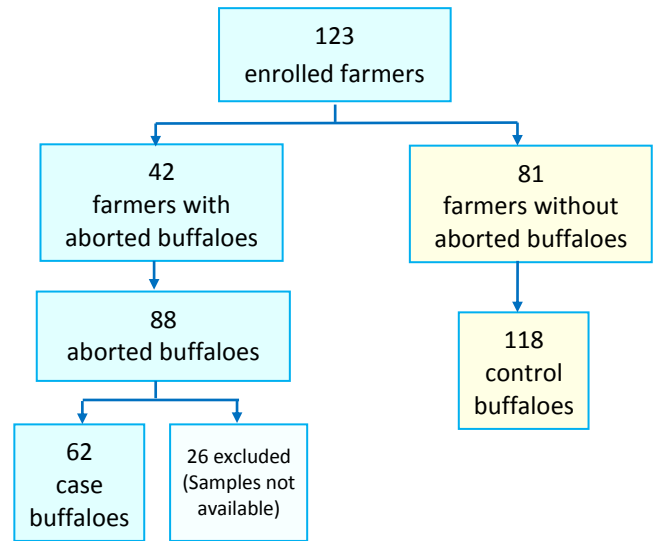 123
enrolled farmers
42
farmers with
aborted buffaloes
81
farmers without
aborted buffaloes
88
aborted buffaloes
118
control
buffaloes
62
case
buffaloes
26 excluded
(Samples not
available)